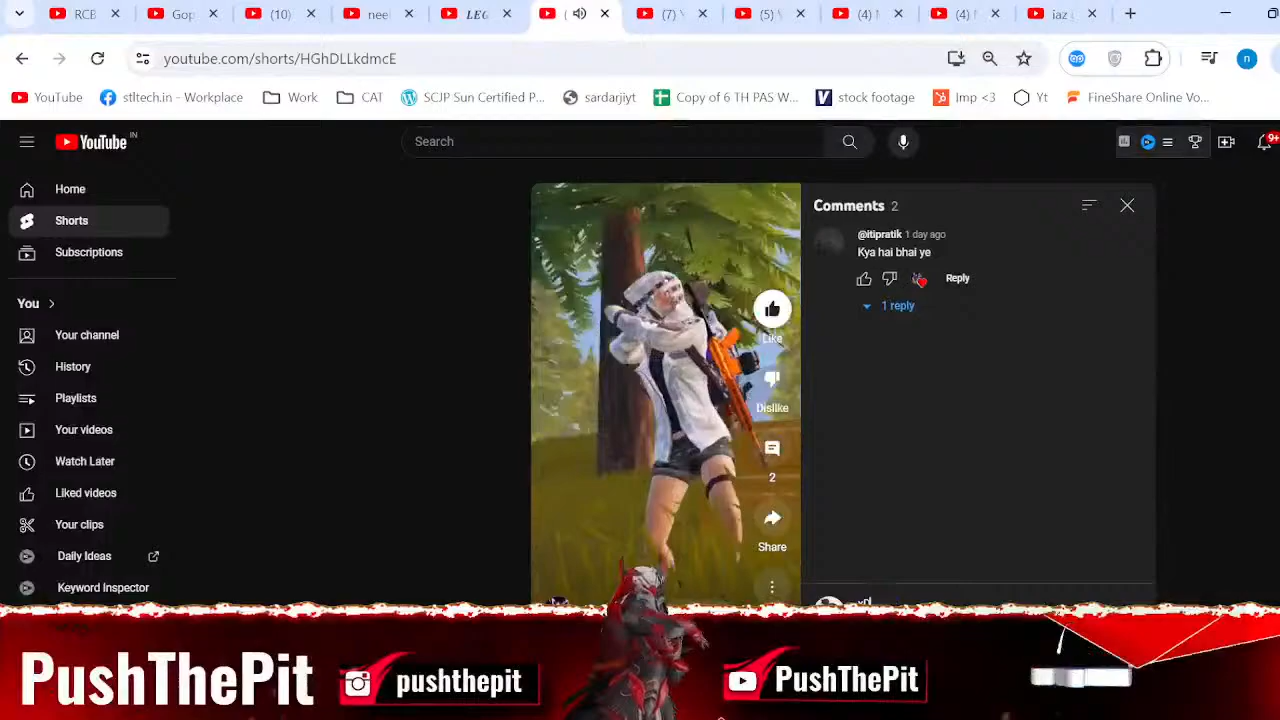 RCB
Gop
(10)
nee
LEG
(
(7)
(5)
(4)
(4)
iaz
youtube.com/shorts/HGhDLLkdmcE
n
YouTube
stltech.in - Workplace
Work
CAT
SCJP Sun Certified P...
sardarjiyt
Copy of 6 TH PAS W...
stock footage
Imp <3
Yt
FineShare Online Vo...
YouTube IN
Search
9+
Home
Shorts
Subscriptions
You
Your channel
History
Playlists
Your videos
Watch Later
Liked videos
Your clips
Daily Ideas
Keyword Inspector
Like
Dislike
2
Share
Comments 2
@itipratik 1 day ago
Kya hai bhai ye
Reply
1 reply
PushThePit
pushthepit
PushThePit